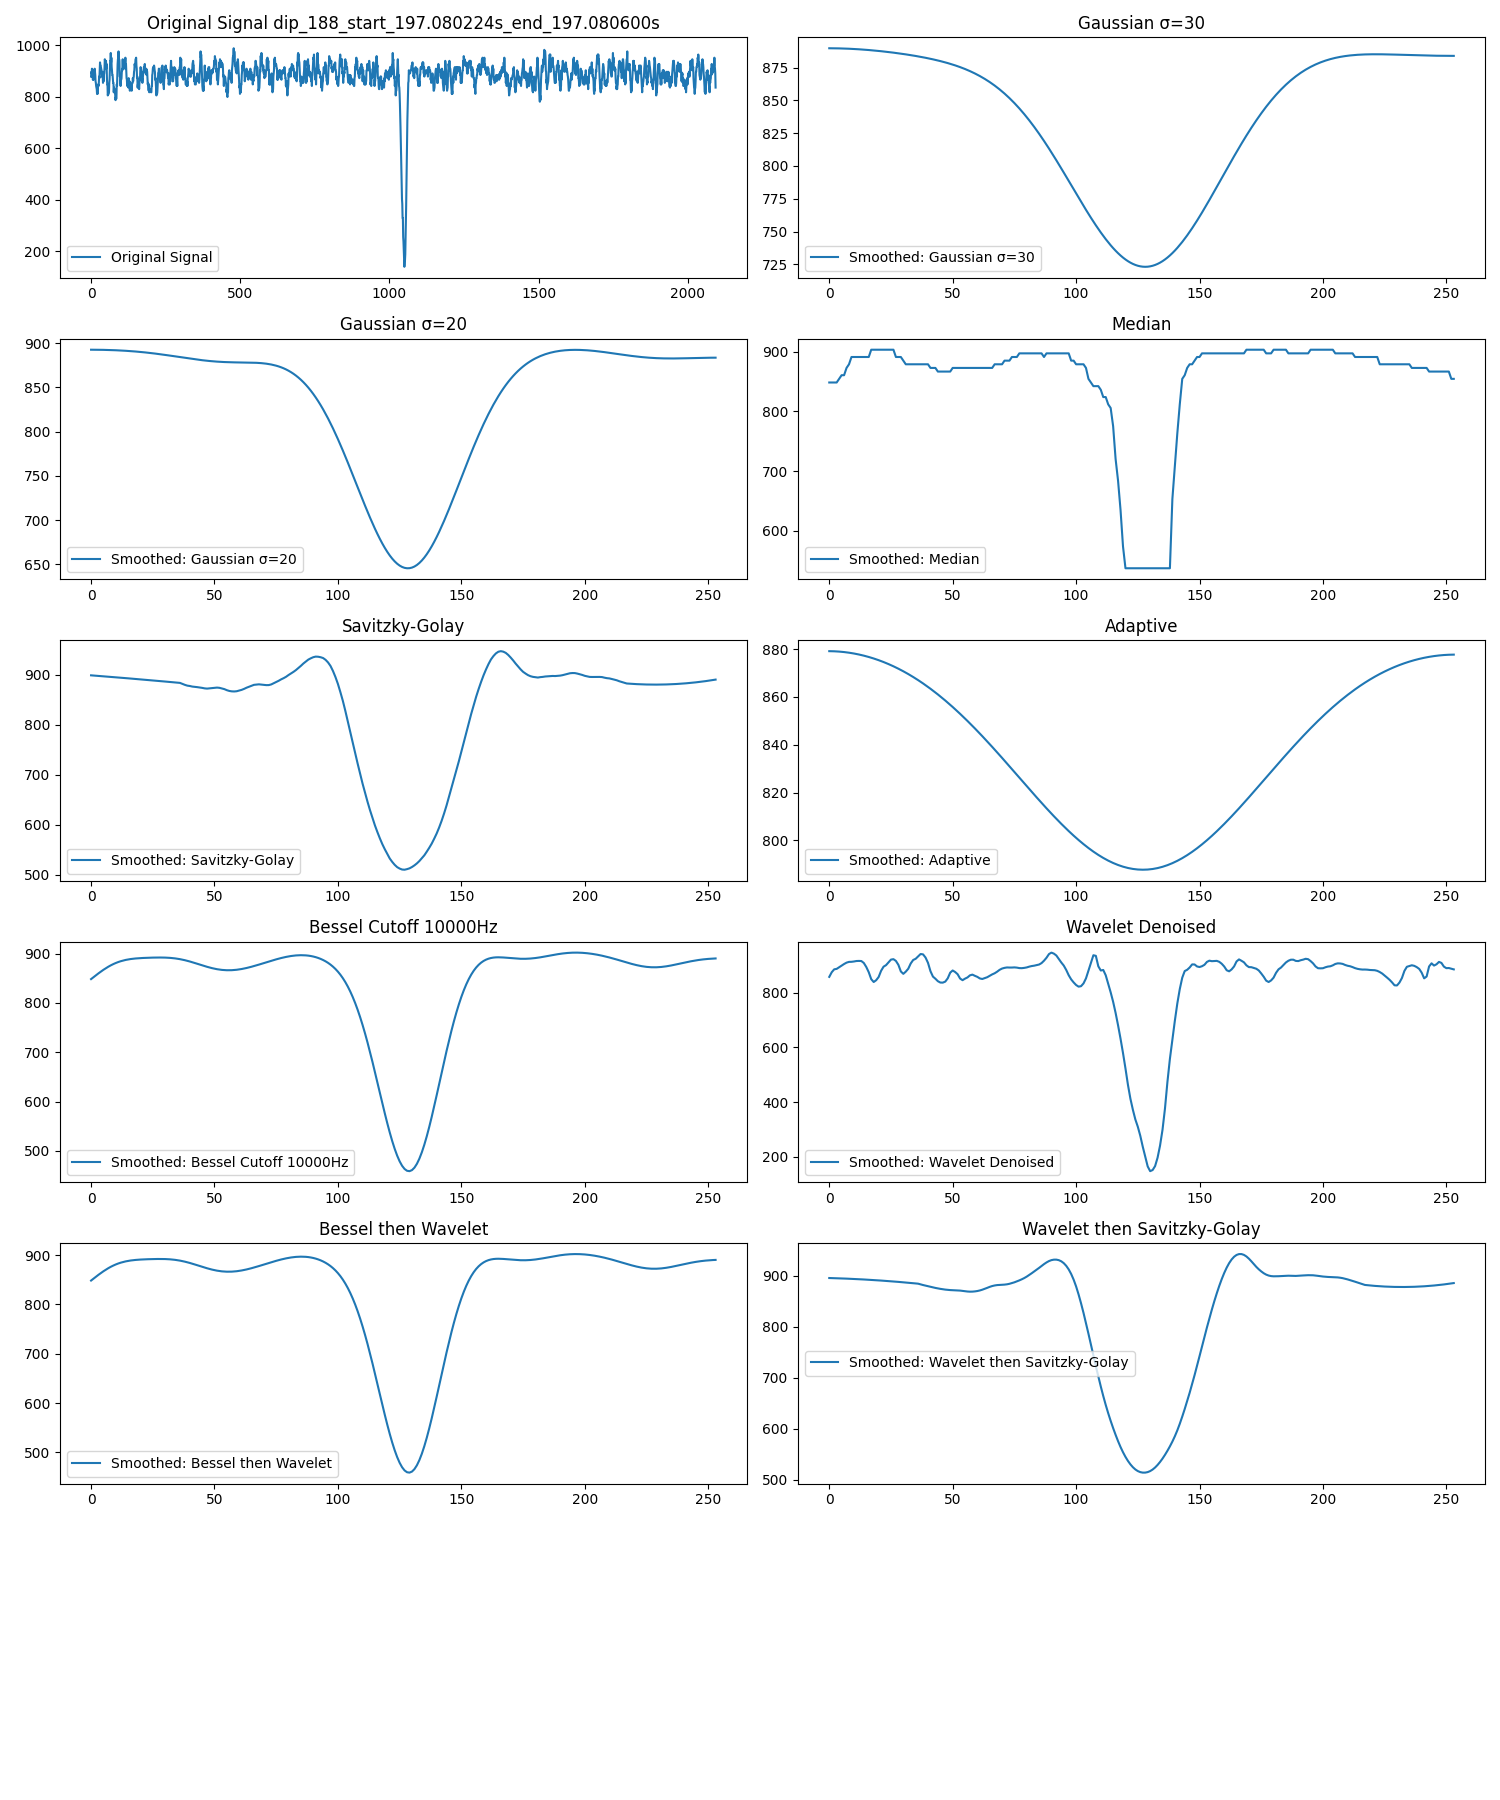 Original Signal dip_188_start_197.080224s_end_197.080600s
1000
800
600
400
200
Original Signal
0 500 1000 1500 2000
Gaussian σ=30
875
850
825
800
775
750
725
Smoothed: Gaussian σ=30
0 50 100 150 200 250
Gaussian σ=20
900
850
800
750
700
650
Smoothed: Gaussian σ=20
0 50 100 150 200 250
Median
900
800
700
600
Smoothed: Median
0 50 100 150 200 250
Savitzky-Golay
900
800
700
600
500
Smoothed: Savitzky-Golay
0 50 100 150 200 250
Adaptive
880
860
840
820
800
Smoothed: Adaptive
0 50 100 150 200 250
Bessel Cutoff 10000Hz
900
800
700
600
500
Smoothed: Bessel Cutoff 10000Hz
0 50 100 150 200 250
Wavelet Denoised
800
600
400
200
Smoothed: Wavelet Denoised
0 50 100 150 200 250
Bessel then Wavelet
900
800
700
600
500
Smoothed: Bessel then Wavelet
0 50 100 150 200 250
Wavelet then Savitzky-Golay
900
800
700
600
500
Smoothed: Wavelet then Savitzky-Golay
0 50 100 150 200 250